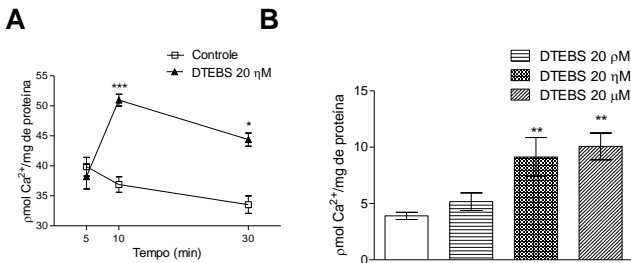 A
Controle
DTEBS 20 ηM
ρmol Ca²⁺/mg de proteína
55
50
45
40
35
30
***
*
5
10
30
Tempo (min)
B
DTEBS 20 ρM
DTEBS 20 ηM
DTEBS 20 μM
ρmol Ca²⁺/mg de proteína
15
10
5
0
**
**